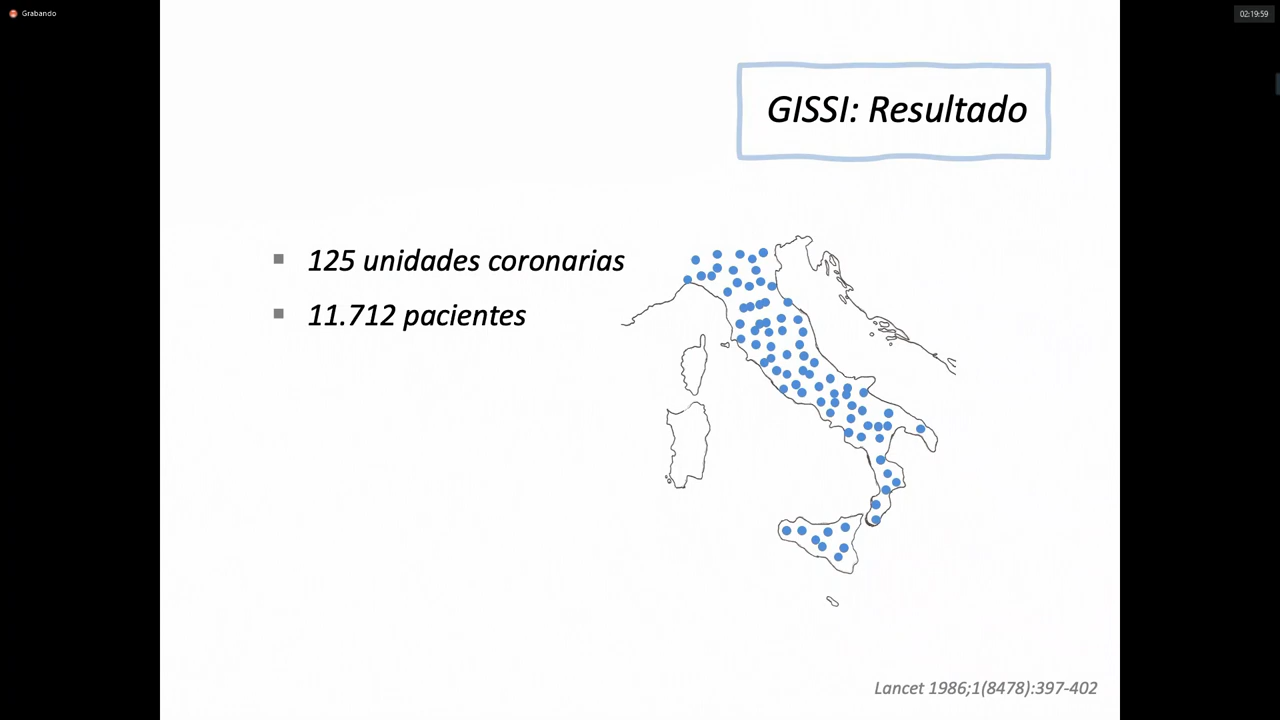 Grabando
02:19:59
GISSI: Resultado
125 unidades coronarias
11.712 pacientes
Lancet 1986;1(8478):397-402